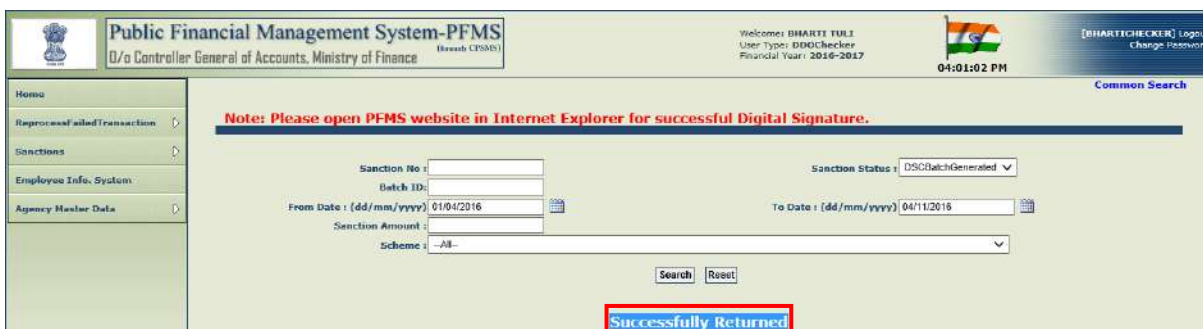 Public Financial Management System-PFMS
(formerly CPSMS)
O/o Controller General of Accounts, Ministry of Finance
Welcome: BHARTI TULI
User Type: DDOChecker
Financial Year: 2016-2017
04:01:02 PM
[BHARTICHECKER] Logou
Change Passwor
Common Search
Home
ReprocessFailedTransaction
Sanctions
Employee Info. System
Agency Master Data
Note: Please open PFMS website in Internet Explorer for successful Digital Signature.
Sanction No :
Sanction Status : DSCBatchGenerated
Batch ID:
From Date : (dd/mm/yyyy) 01/04/2016
To Date : (dd/mm/yyyy) 04/11/2016
Sanction Amount :
Scheme : --All--
Search Reset
Successfully Returned